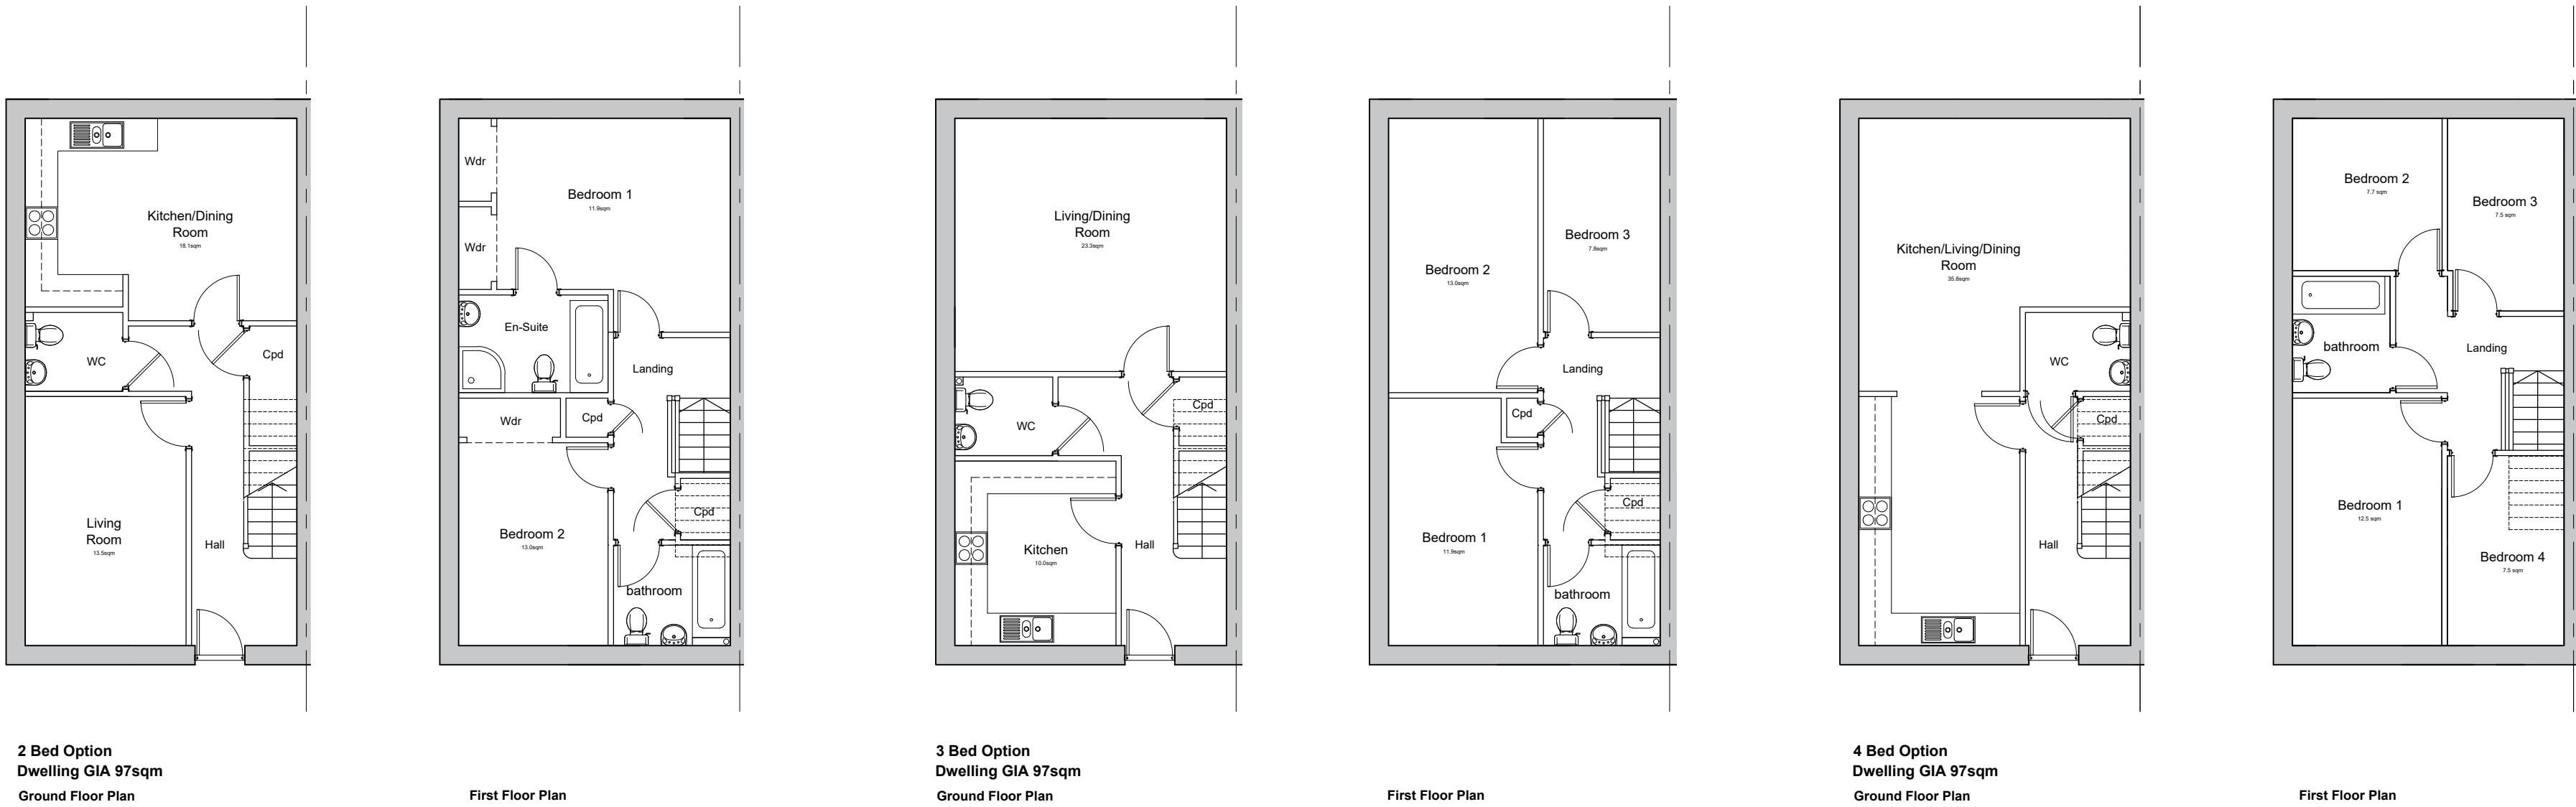 Kitchen/Dining
Room
18.1sqm
WC
Cpd
Living
Room
13.5sqm
Hall
2 Bed Option
Dwelling GIA 97sqm
Ground Floor Plan
Wdr
Bedroom 1
11.9sqm
Wdr
En-Suite
Landing
Wdr
Cpd
Cpd
Bedroom 2
13.0sqm
bathroom
First Floor Plan
Living/Dining
Room
23.3sqm
Cpd
WC
Kitchen
10.0sqm
Hall
3 Bed Option
Dwelling GIA 97sqm
Ground Floor Plan
Bedroom 3
7.8sqm
Bedroom 2
13.0sqm
Landing
Cpd
Cpd
Bedroom 1
11.9sqm
bathroom
First Floor Plan
Kitchen/Living/Dining
Room
35.8sqm
WC
Cpd
Hall
4 Bed Option
Dwelling GIA 97sqm
Ground Floor Plan
Bedroom 2
7.7 sqm
Bedroom 3
7.5 sqm
bathroom
Landing
Bedroom 1
12.5 sqm
Bedroom 4
7.5 sqm
First Floor Plan